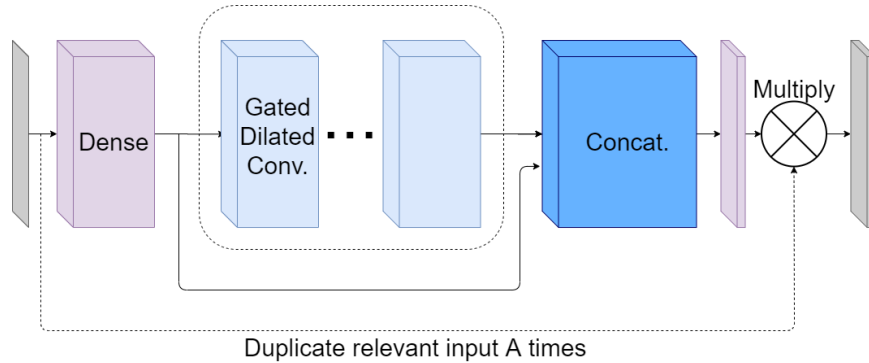 Dense
Gated
Dilated
Conv.
Concat.
Multiply
Duplicate relevant input A times